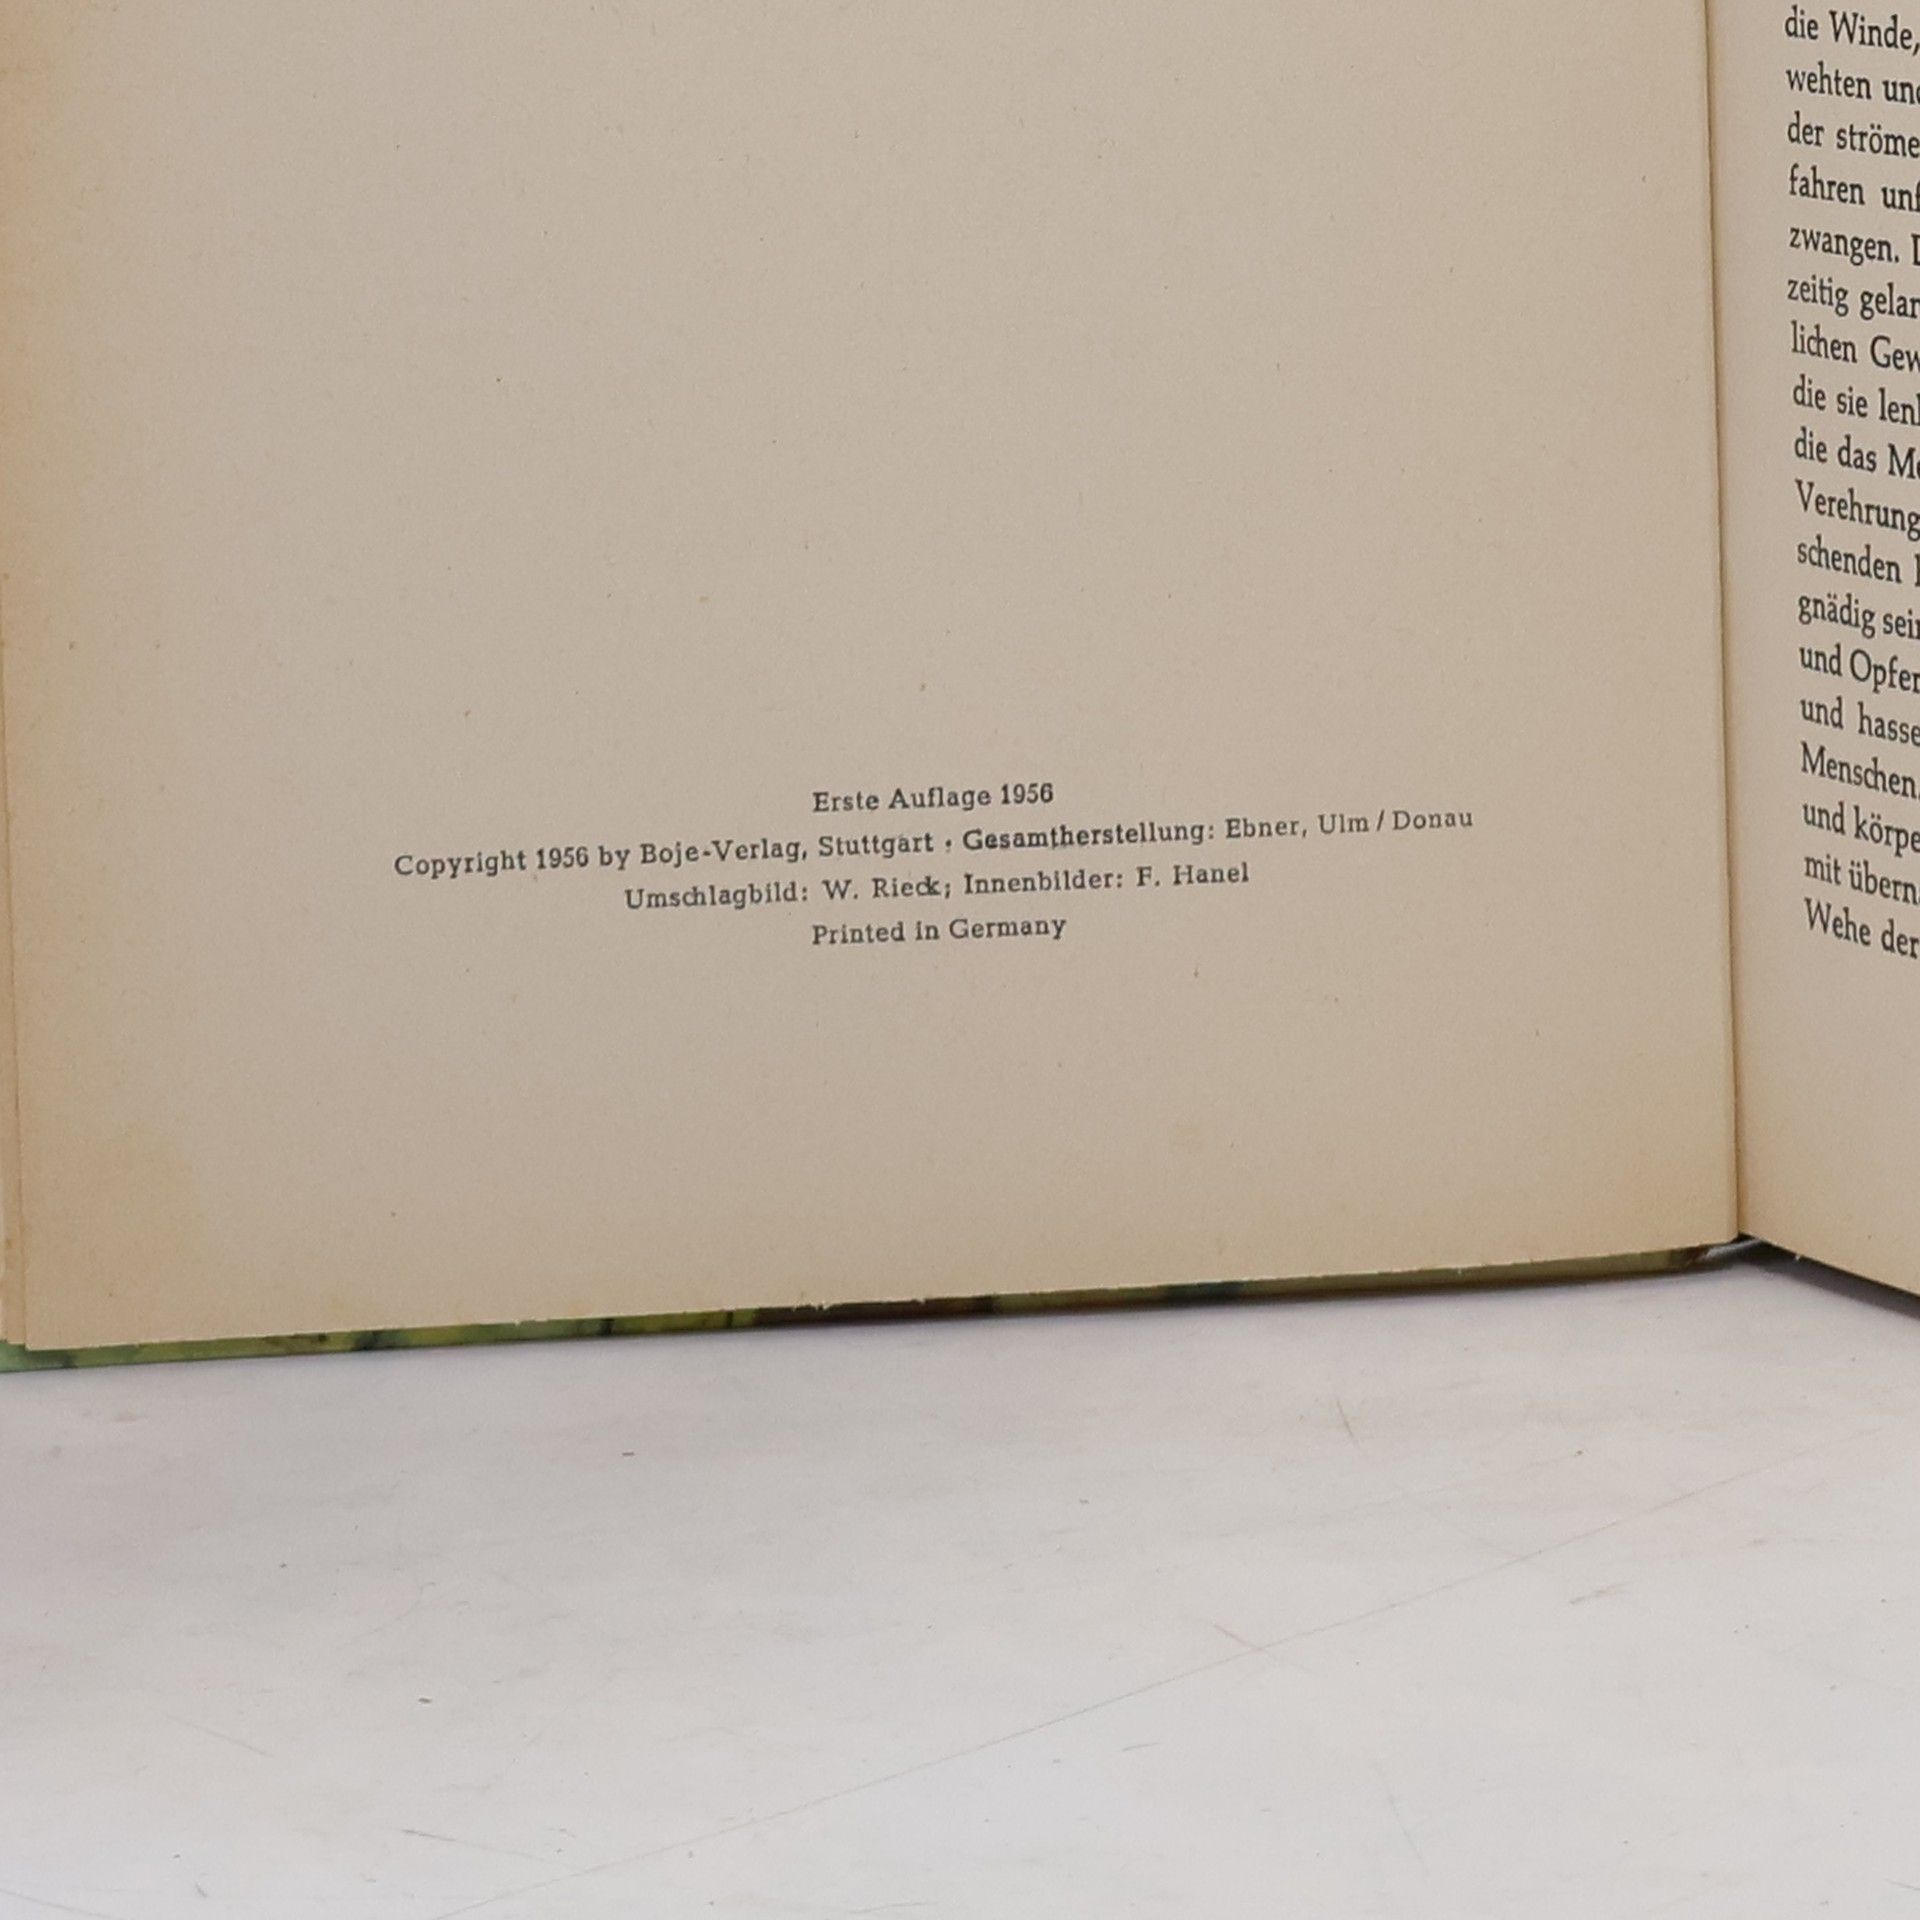 Erste Auflage 1956
Copyright 1956 by Boje-Verlag, Stuttgart · Gesamtherstellung: Ebner, Ulm / Donau
Umschlagbild: W. Rieck; Innenbilder: F. Hanel
Printed in Germany
die Winde,
wehten
der
fahren
zwangen.
zeitig
lichen
die sie
die das
Verehrung
schenden
gnädig
und
und
Menschen,
und
mit
Wehe der